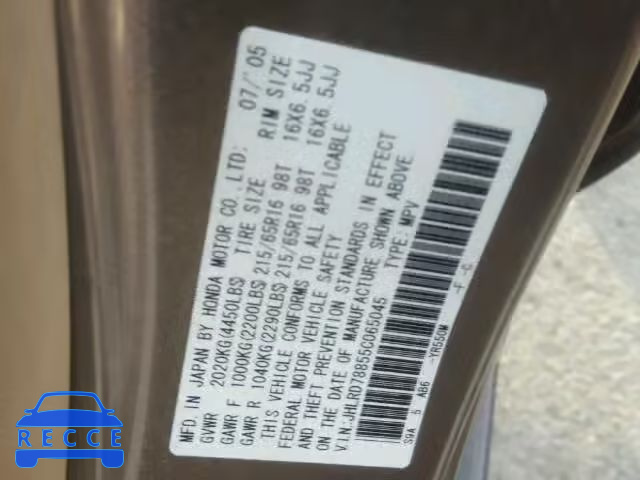 MFD IN JAPAN BY HONDA MOTOR CO., LTD. 07/'05
GVWR 2020KG(4450LBS) TIRE SIZE RIM SIZE
GAWR F 1000KG(2200LBS) 215/65R16 98T 16X6.5JJ
GAWR R 1040KG(2290LBS) 215/65R16 98T 16X6.5JJ
THIS VEHICLE CONFORMS TO ALL APPLICABLE
FEDERAL MOTOR VEHICLE SAFETY
AND THEFT PREVENTION STANDARDS IN EFFECT
ON THE DATE OF MANUFACTURE SHOWN ABOVE.
V.I.N.:JHLRD78855C065045 TYPE: MPV
S9A 5 AB6 -YR550M -F -C
RECCE